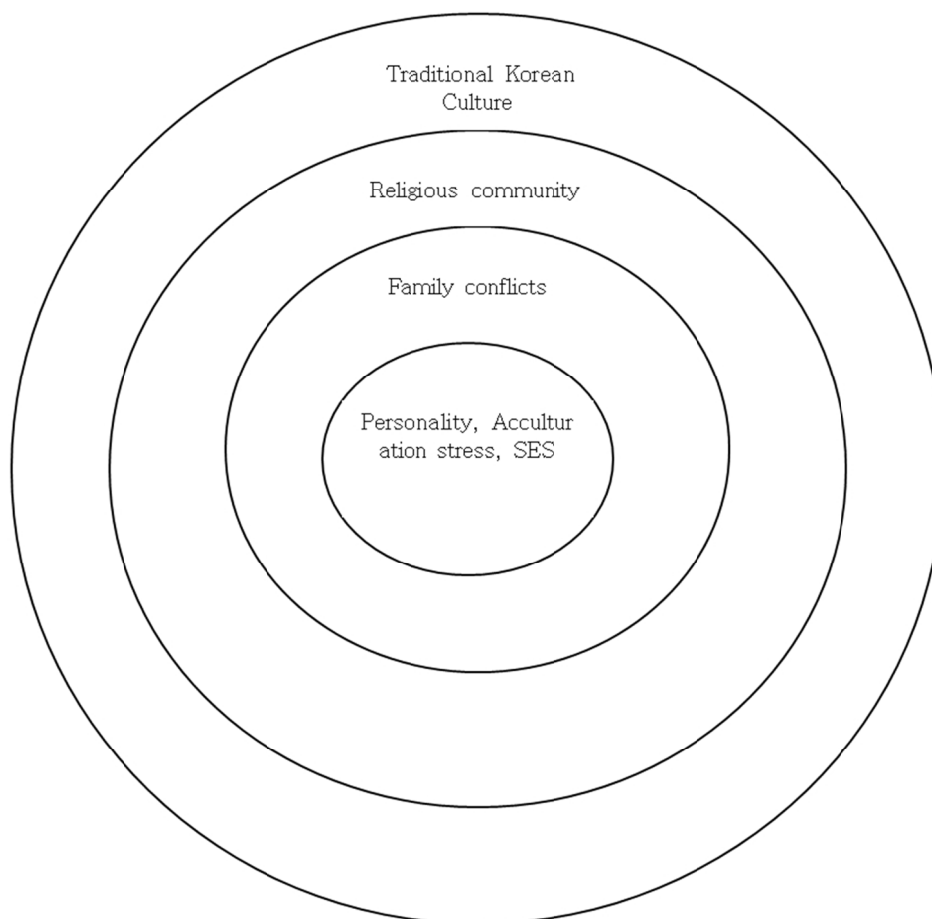 Traditional Korean
Culture
Religious community
Family conflicts
Personality, Accultur
ation stress, SES